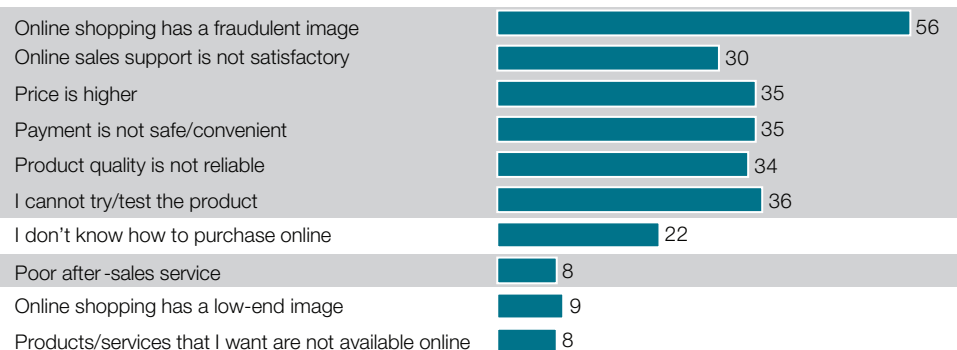 Online shopping has a fraudulent image 56
Online sales support is not satisfactory 30
Price is higher 35
Payment is not safe/convenient 35
Product quality is not reliable 34
I cannot try/test the product 36
I don’t know how to purchase online 22
Poor after-sales service 8
Online shopping has a low-end image 9
Products/services that I want are not available online 8